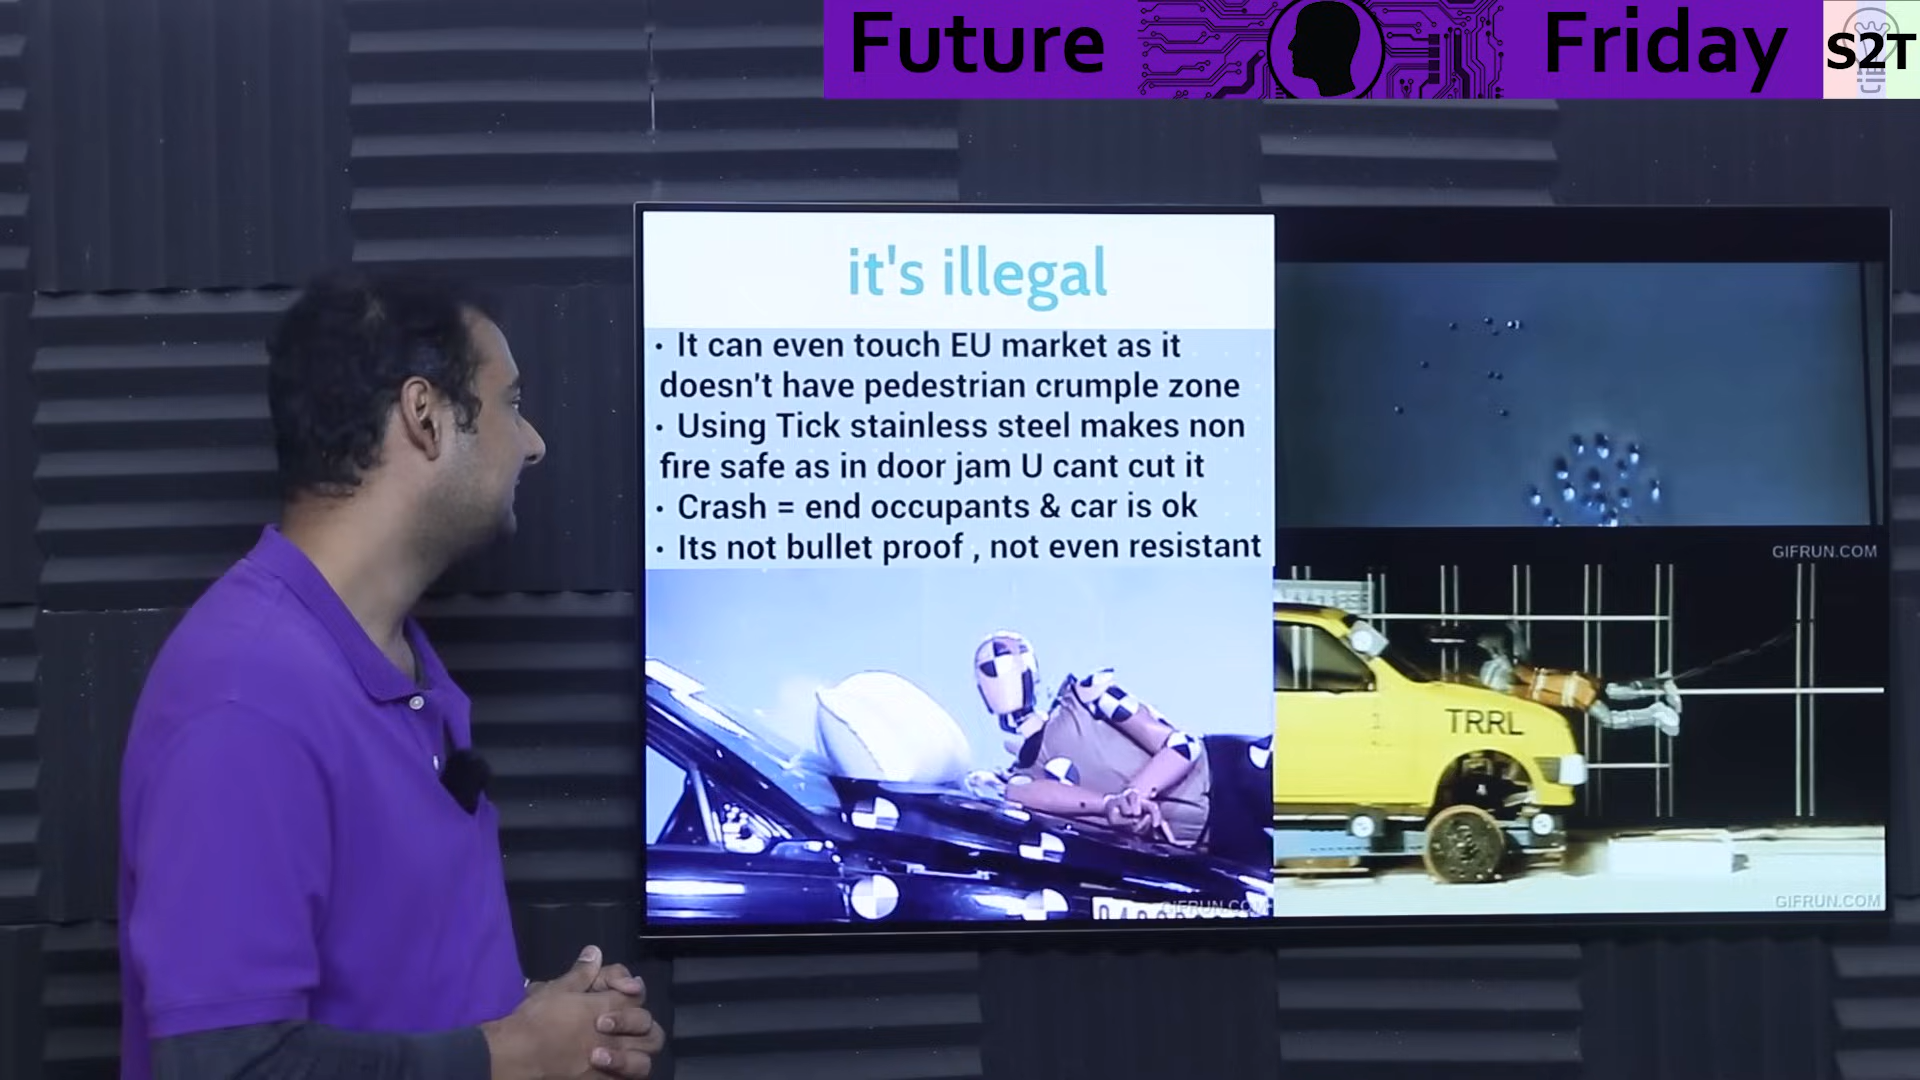 Future Friday S2T
it's illegal
• It can even touch EU market as it
doesn't have pedestrian crumple zone
• Using Tick stainless steel makes non
fire safe as in door jam U cant cut it
• Crash = end occupants & car is ok
• Its not bullet proof , not even resistant
GIFRUN.COM
TRRL
GIFRUN.COM
GIFRUN.COM